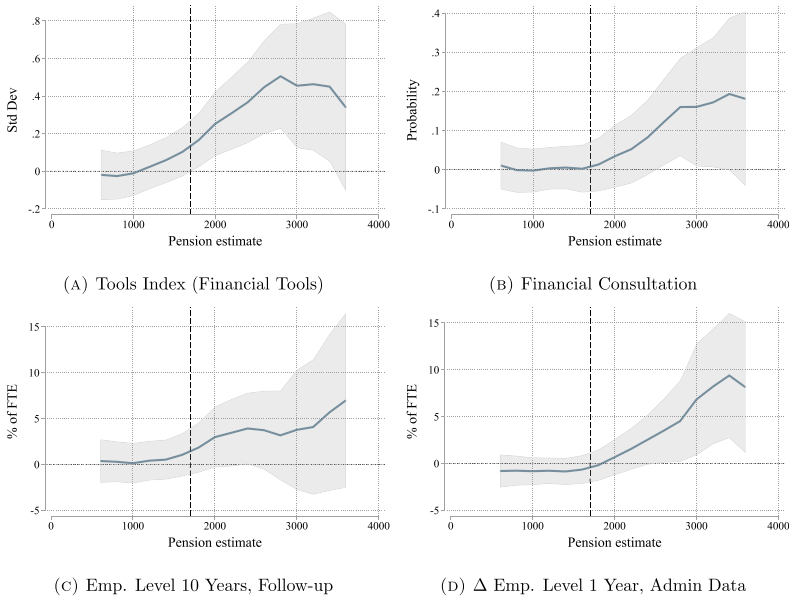 .8
.6
.4
.2
0
-.2
Std Dev
0 1000 2000 3000 4000
Pension estimate
(A) Tools Index (Financial Tools)
.4
.3
.2
.1
0
-.1
Probability
0 1000 2000 3000 4000
Pension estimate
(B) Financial Consultation
15
10
5
0
-5
% of FTE
0 1000 2000 3000 4000
Pension estimate
(C) Emp. Level 10 Years, Follow-up
15
10
5
0
-5
% of FTE
0 1000 2000 3000 4000
Pension estimate
(D) Δ Emp. Level 1 Year, Admin Data